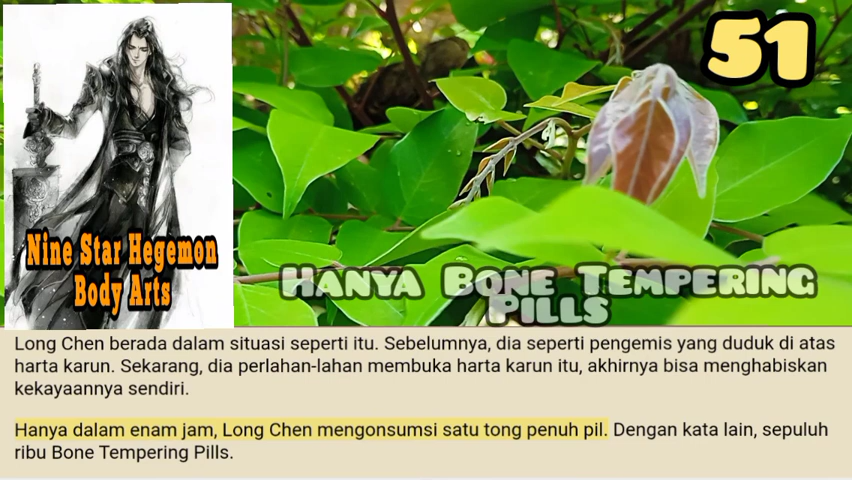 51
Nine Star Hegemon
Body Arts
Hanya Bone Tempering
Pills
Long Chen berada dalam situasi seperti itu. Sebelumnya, dia seperti pengemis yang duduk di atas
harta karun. Sekarang, dia perlahan-lahan membuka harta karun itu, akhirnya bisa menghabiskan
kekayaannya sendiri.
Hanya dalam enam jam, Long Chen mengonsumsi satu tong penuh pil. Dengan kata lain, sepuluh
ribu Bone Tempering Pills.